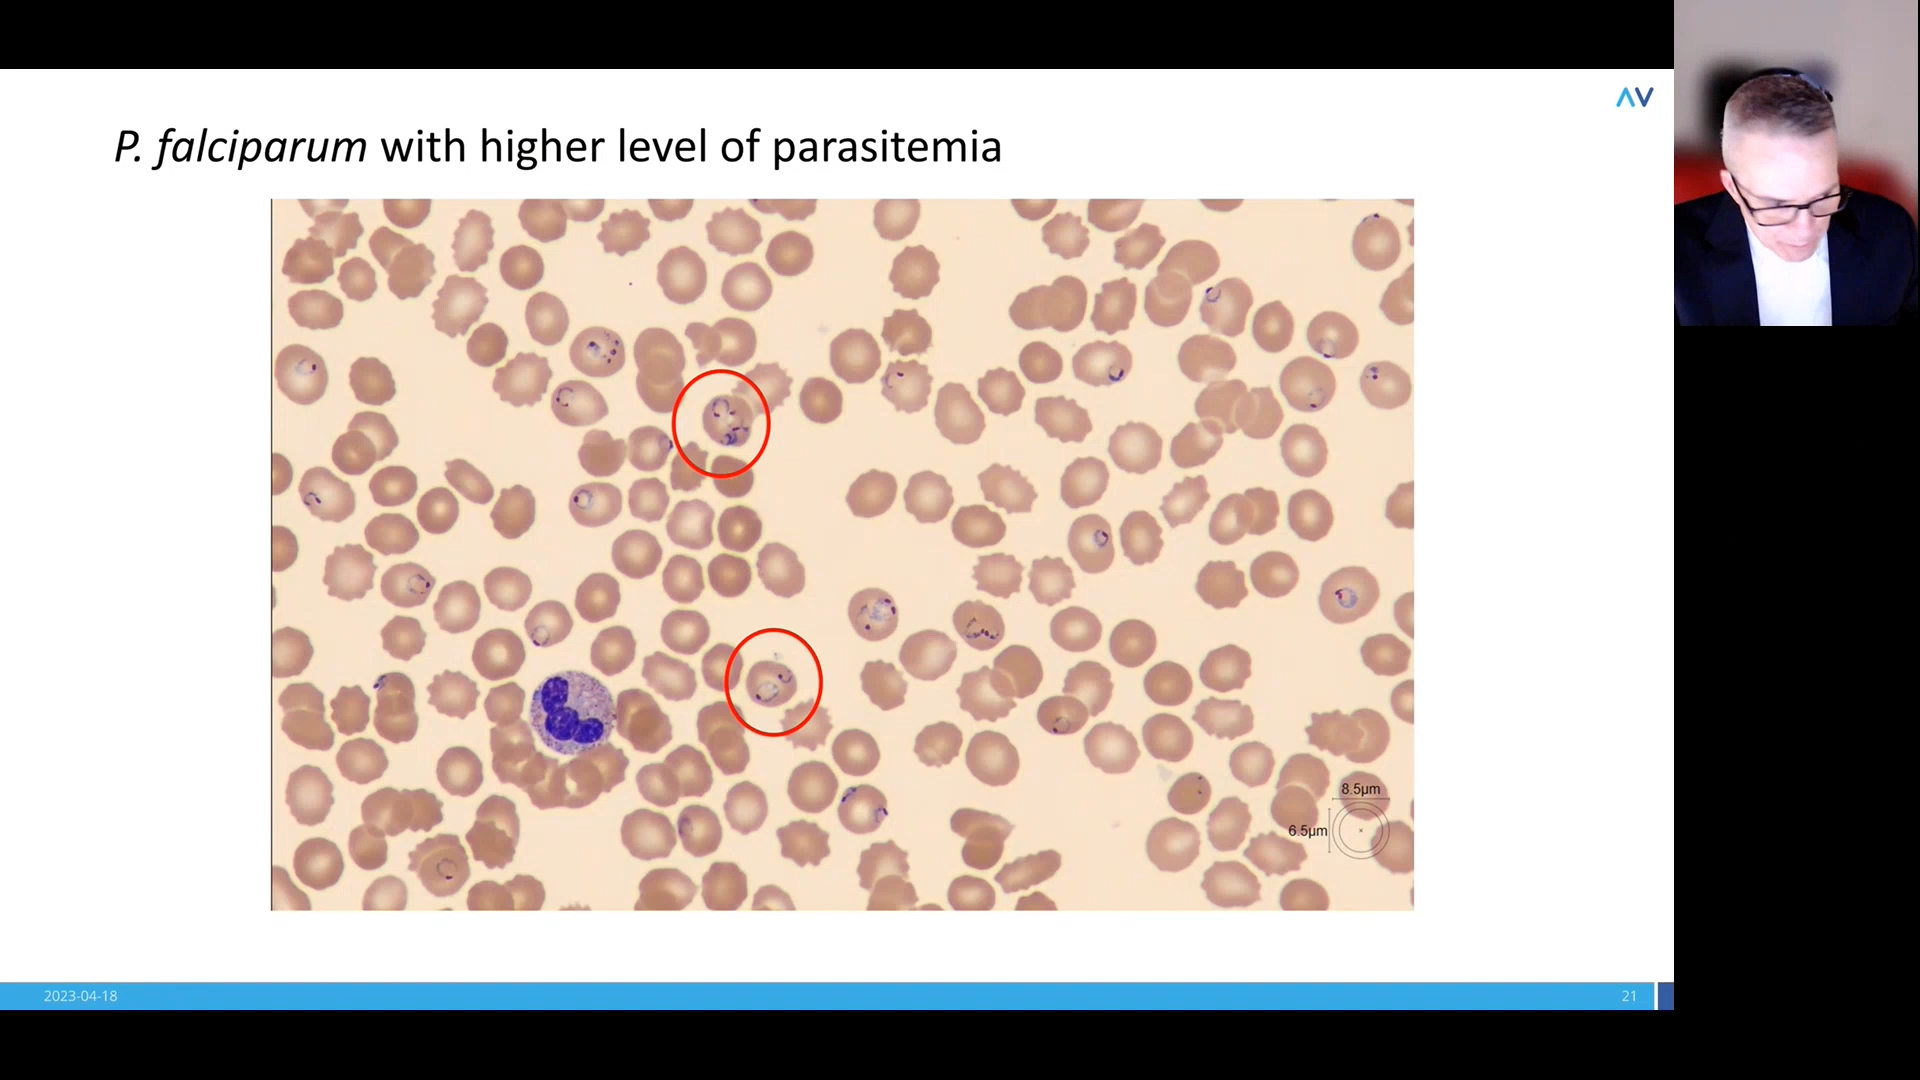 AV
P. falciparum with higher level of parasitemia
8.5µm
6.5µm
2023-04-18
21